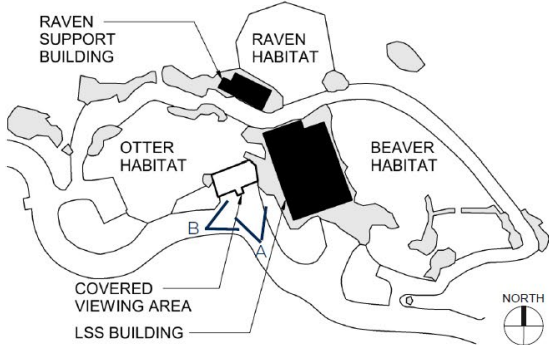 RAVEN
SUPPORT
BUILDING
RAVEN
HABITAT
OTTER
HABITAT
BEAVER
HABITAT
B
A
COVERED
VIEWING AREA
LSS BUILDING
NORTH